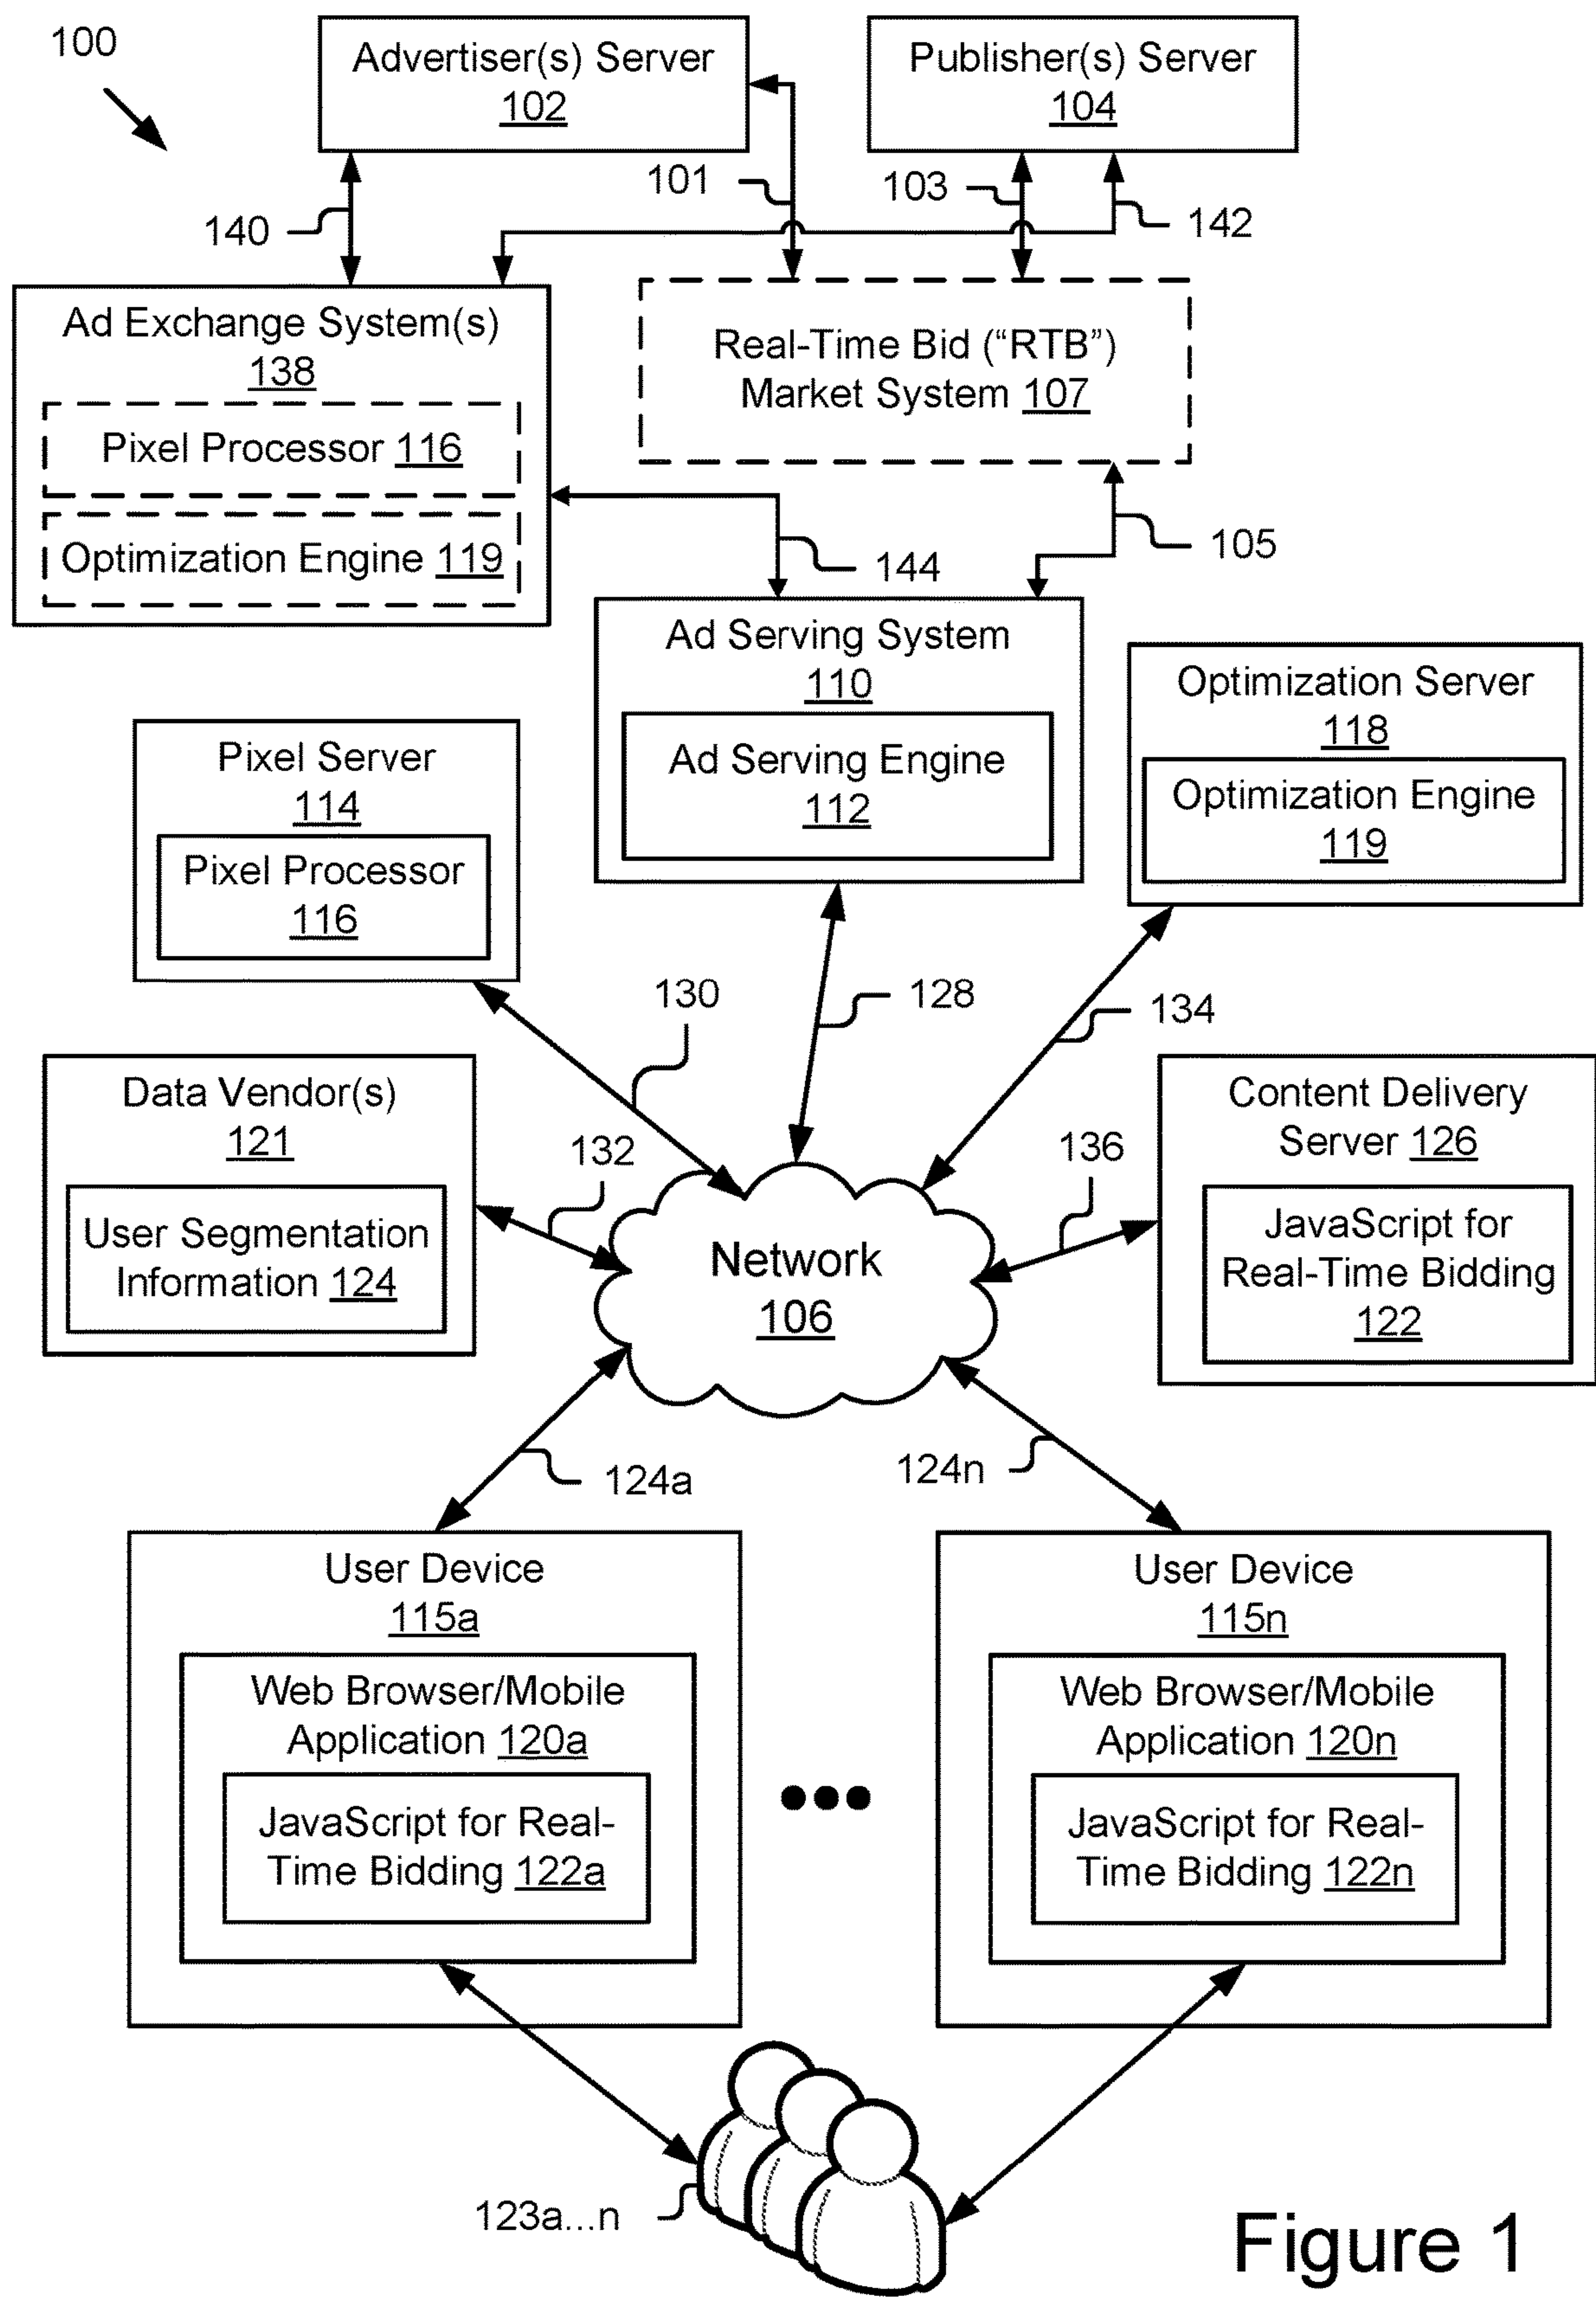 100
Advertiser(s) Server
102
Publisher(s) Server
104
101
103
140
142
Ad Exchange System(s)
138
Pixel Processor 116
Optimization Engine 119
Real-Time Bid (“RTB”)
Market System 107
105
144
Ad Serving System
110
Ad Serving Engine
112
Optimization Server
118
Optimization Engine
119
Pixel Server
114
Pixel Processor
116
130
128
134
Data Vendor(s)
121
User Segmentation
Information 124
132
136
Content Delivery
Server 126
JavaScript for
Real-Time Bidding
122
Network
106
124a
124n
User Device
115a
Web Browser/Mobile
Application 120a
JavaScript for Real-
Time Bidding 122a
User Device
115n
Web Browser/Mobile
Application 120n
JavaScript for Real-
Time Bidding 122n
123a...n
Figure 1